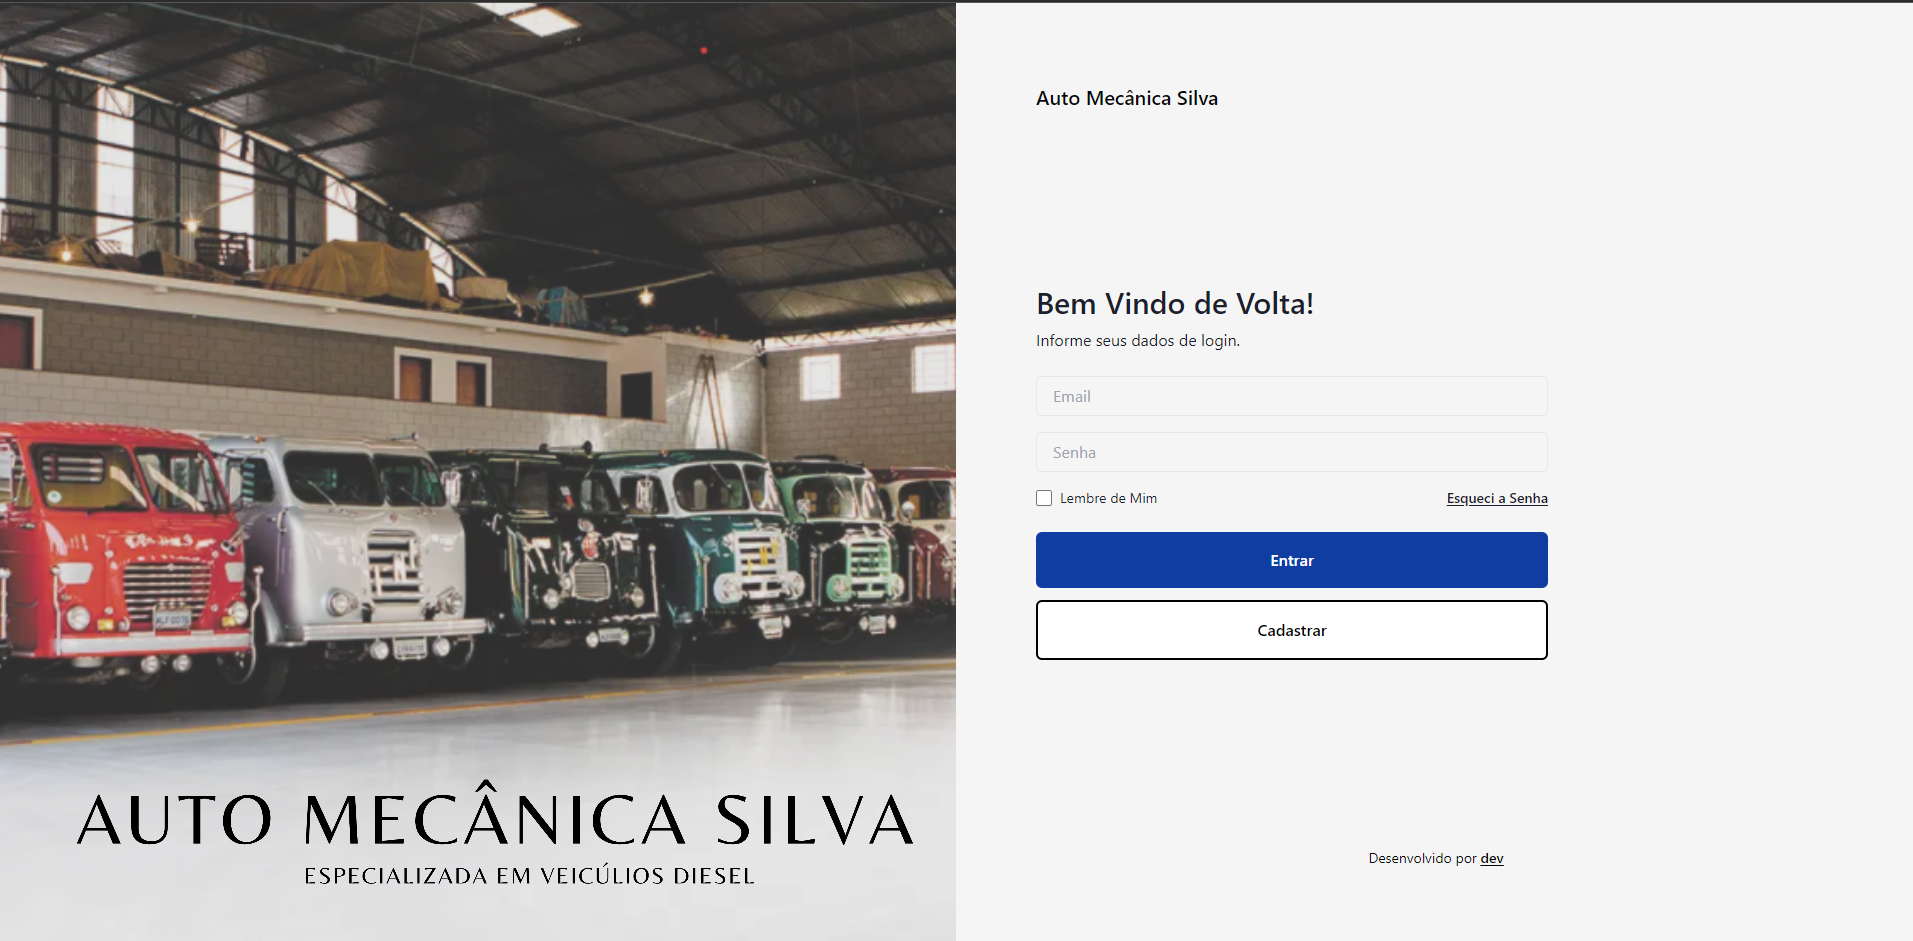 Auto Mecânica Silva
Bem Vindo de Volta!
Informe seus dados de login.
Email
Senha
Lembre de Mim
Esqueci a Senha
Entrar
Cadastrar
Desenvolvido por dev
AUTO MECÂNICA SILVA
ESPECIALIZADA EM VEICÚLIOS DIESEL